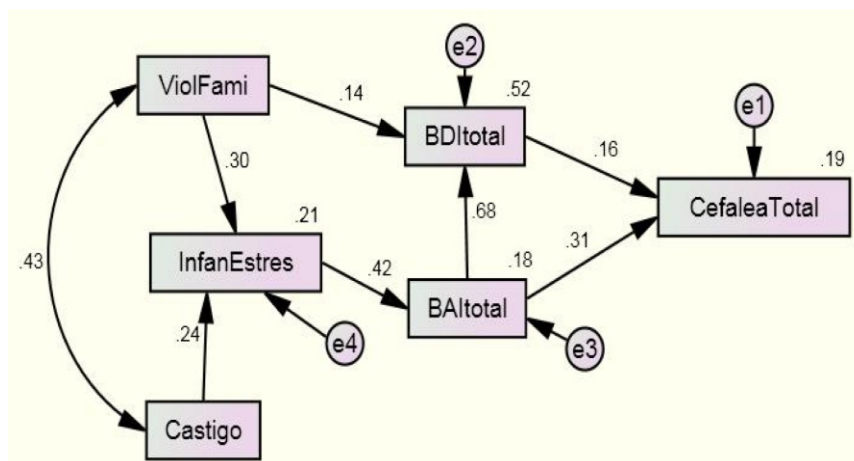 e2
ViolFami
.52
e1
.14
BDItotal
.16
.19
.30
CefaleaTotal
.21
.68
.43
InfanEstres
.42
.18
.31
BAItotal
.24
e4
e3
Castigo